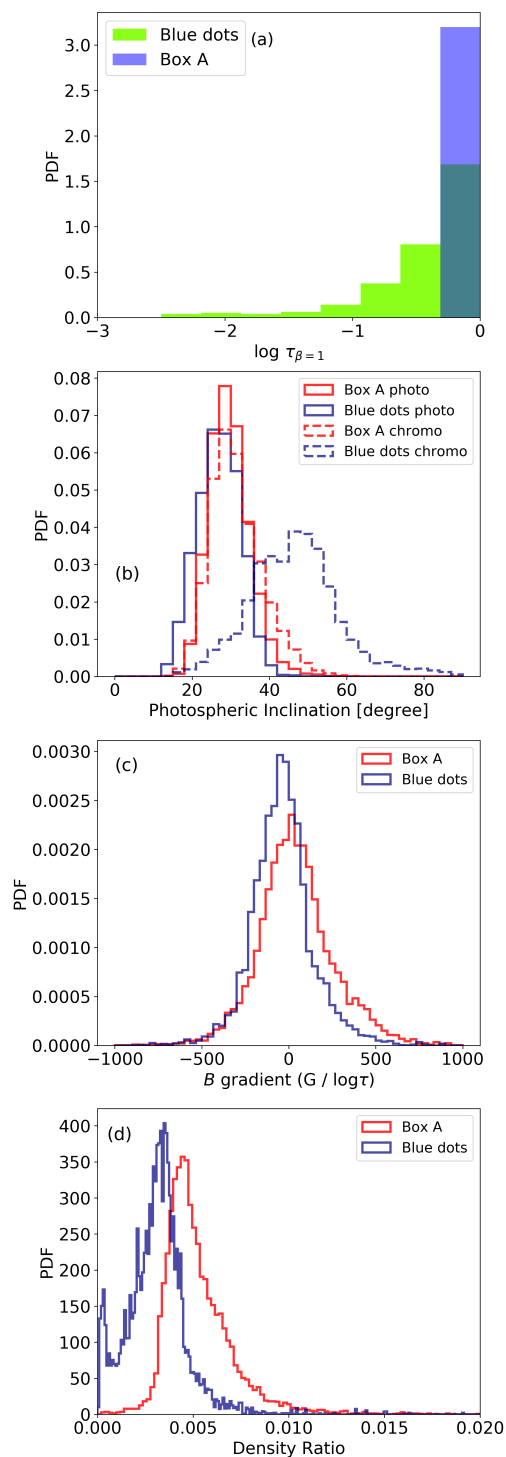 Blue dots
Box A
(a)
PDF
3.0
2.5
2.0
1.5
1.0
0.5
0.0
−3 −2 −1 0
log τβ = 1
Box A photo
Blue dots photo
Box A chromo
Blue dots chromo
(b)
PDF
0.08
0.07
0.06
0.05
0.04
0.03
0.02
0.01
0.00
0 20 40 60 80
Photospheric Inclination [degree]
(c)
Box A
Blue dots
PDF
0.0030
0.0025
0.0020
0.0015
0.0010
0.0005
0.0000
−1000 −500 0 500 1000
B gradient (G / logτ)
(d)
Box A
Blue dots
PDF
400
350
300
250
200
150
100
50
0
0.000 0.005 0.010 0.015 0.020
Density Ratio